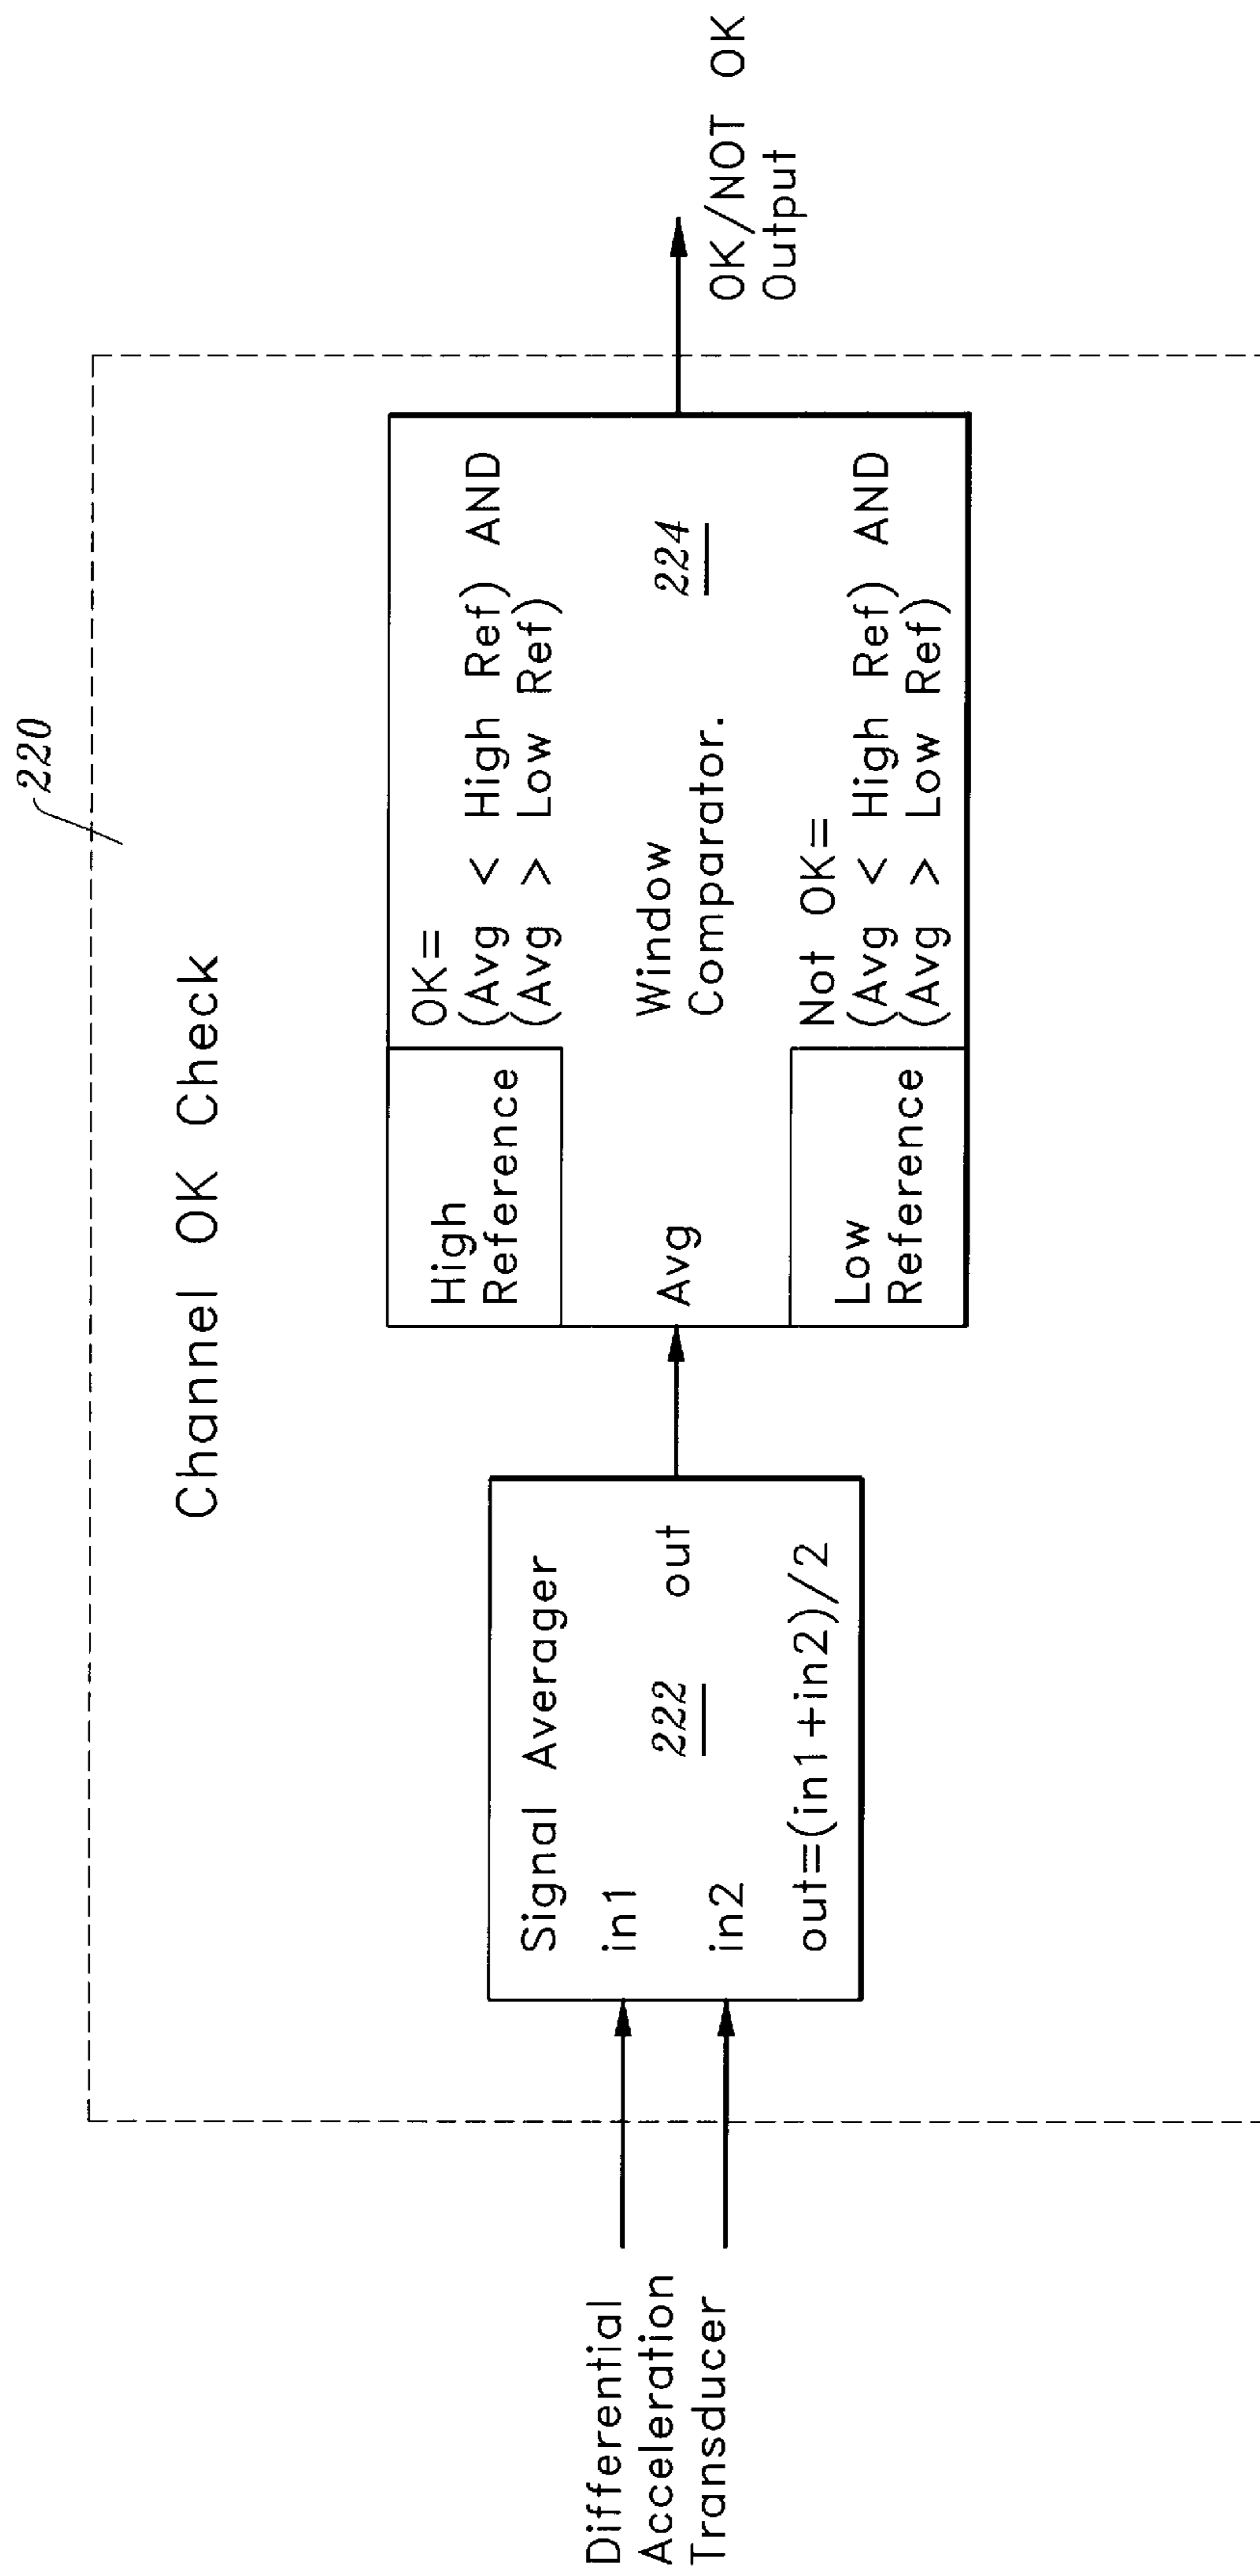 220
Channel OK Check
Differential
Acceleration
Transducer
Signal Averager
in1
222
out
in2
out=(in1+in2)/2
High
Reference
Avg
Low
Reference
OK=
(Avg < High Ref) AND
(Avg > Low Ref)
Window
Comparator.
224
Not OK=
(Avg < High Ref) AND
(Avg > Low Ref)
OK/NOT OK
Output